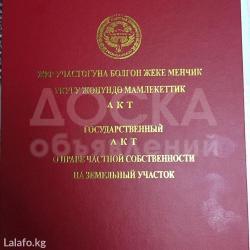 ЖЕР УЧАСТОГУНА БОЛГОН ЖЕКЕ МЕНЧИК
УКУГУ ЖӨНҮНДӨ МАМЛЕКЕТТИК
АКТ
ДОСКА
объявлений
ГОСУДАРСТВЕННЫЙ
АКТ
О ПРАВЕ ЧАСТНОЙ СОБСТВЕННОСТИ
НА ЗЕМЕЛЬНЫЙ УЧАСТОК
Lalafo.kg